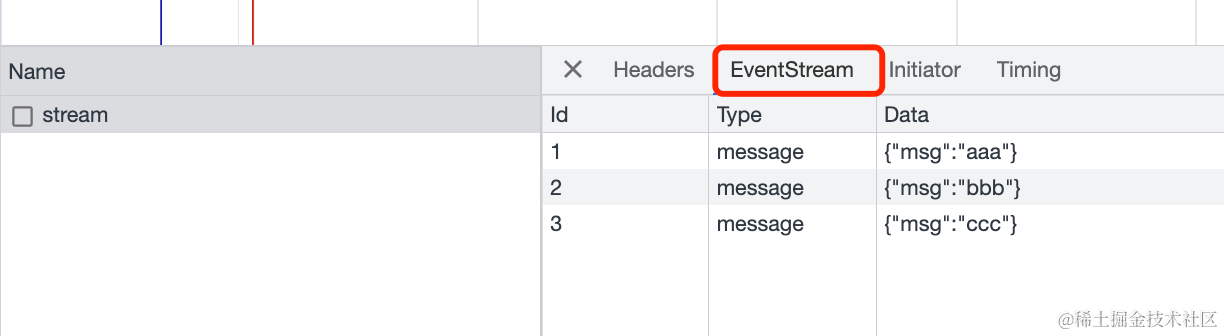 Name
Headers EventStream Initiator Timing
stream
Id Type Data
1 message {"msg":"aaa"}
2 message {"msg":"bbb"}
3 message {"msg":"ccc"}
@稀土掘金技术社区